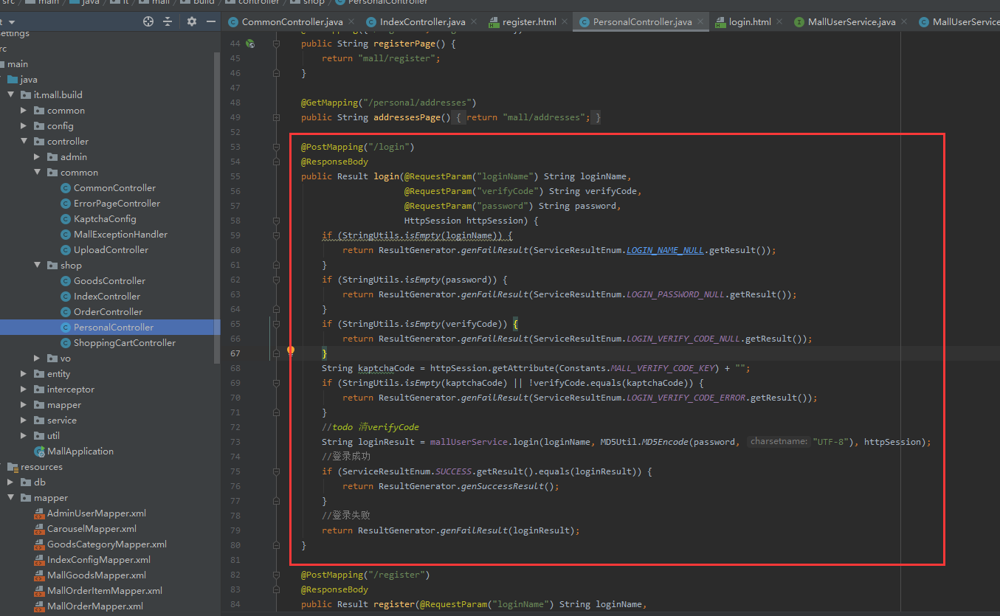 src main java it mall build controller shop PersonalController
CommonController.java IndexController.java register.html PersonalController.java login.html MallUserService.java MallUserService
settings
rc
main
java
it.mall.build
common
config
controller
admin
common
CommonController
ErrorPageController
KaptchaConfig
MallExceptionHandler
UploadController
shop
GoodsController
IndexController
OrderController
PersonalController
ShoppingCartController
vo
entity
interceptor
mapper
service
util
MallApplication
resources
db
mapper
AdminUserMapper.xml
CarouselMapper.xml
GoodsCategoryMapper.xml
IndexConfigMapper.xml
MallGoodsMapper.xml
MallOrderItemMapper.xml
MallOrderMapper.xml
44 public String registerPage() {
45 return "mall/register";
46 }
47
48 @GetMapping("/personal/addresses")
49 public String addressesPage() { return "mall/addresses"; }
52
53 @PostMapping("/login")
54 @ResponseBody
55 public Result login(@RequestParam("loginName") String loginName,
56 @RequestParam("verifyCode") String verifyCode,
57 @RequestParam("password") String password,
58 HttpSession httpSession) {
59 if (StringUtils.isEmpty(loginName)) {
60 return ResultGenerator.genFailResult(ServiceResultEnum.LOGIN_NAME_NULL.getResult());
61 }
62 if (StringUtils.isEmpty(password)) {
63 return ResultGenerator.genFailResult(ServiceResultEnum.LOGIN_PASSWORD_NULL.getResult());
64 }
65 if (StringUtils.isEmpty(verifyCode)) {
66 return ResultGenerator.genFailResult(ServiceResultEnum.LOGIN_VERIFY_CODE_NULL.getResult());
67 }
68 String kaptchaCode = httpSession.getAttribute(Constants.MALL_VERIFY_CODE_KEY) + "";
69 if (StringUtils.isEmpty(kaptchaCode) || !verifyCode.equals(kaptchaCode)) {
70 return ResultGenerator.genFailResult(ServiceResultEnum.LOGIN_VERIFY_CODE_ERROR.getResult());
71 }
72 //todo 清verifyCode
73 String loginResult = mallUserService.login(loginName, MD5Util.MD5Encode(password, charsetname: "UTF-8"), httpSession);
74 //登录成功
75 if (ServiceResultEnum.SUCCESS.getResult().equals(loginResult)) {
76 return ResultGenerator.genSuccessResult();
77 }
78 //登录失败
79 return ResultGenerator.genFailResult(loginResult);
80 }
81
82 @PostMapping("/register")
83 @ResponseBody
84 public Result register(@RequestParam("loginName") String loginName,